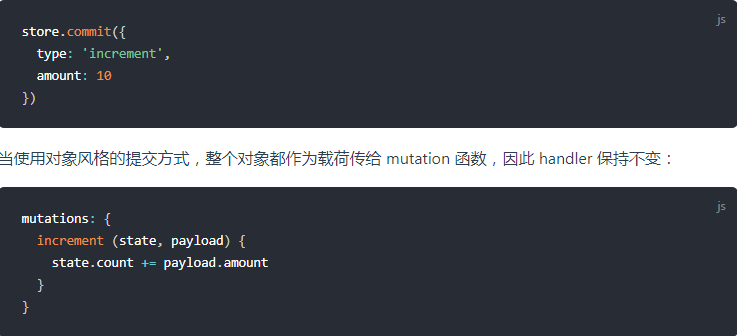 js
store.commit({
  type: 'increment',
  amount: 10
})
当使用对象风格的提交方式，整个对象都作为载荷传给 mutation 函数，因此 handler 保持不变：
js
mutations: {
  increment (state, payload) {
    state.count += payload.amount
  }
}